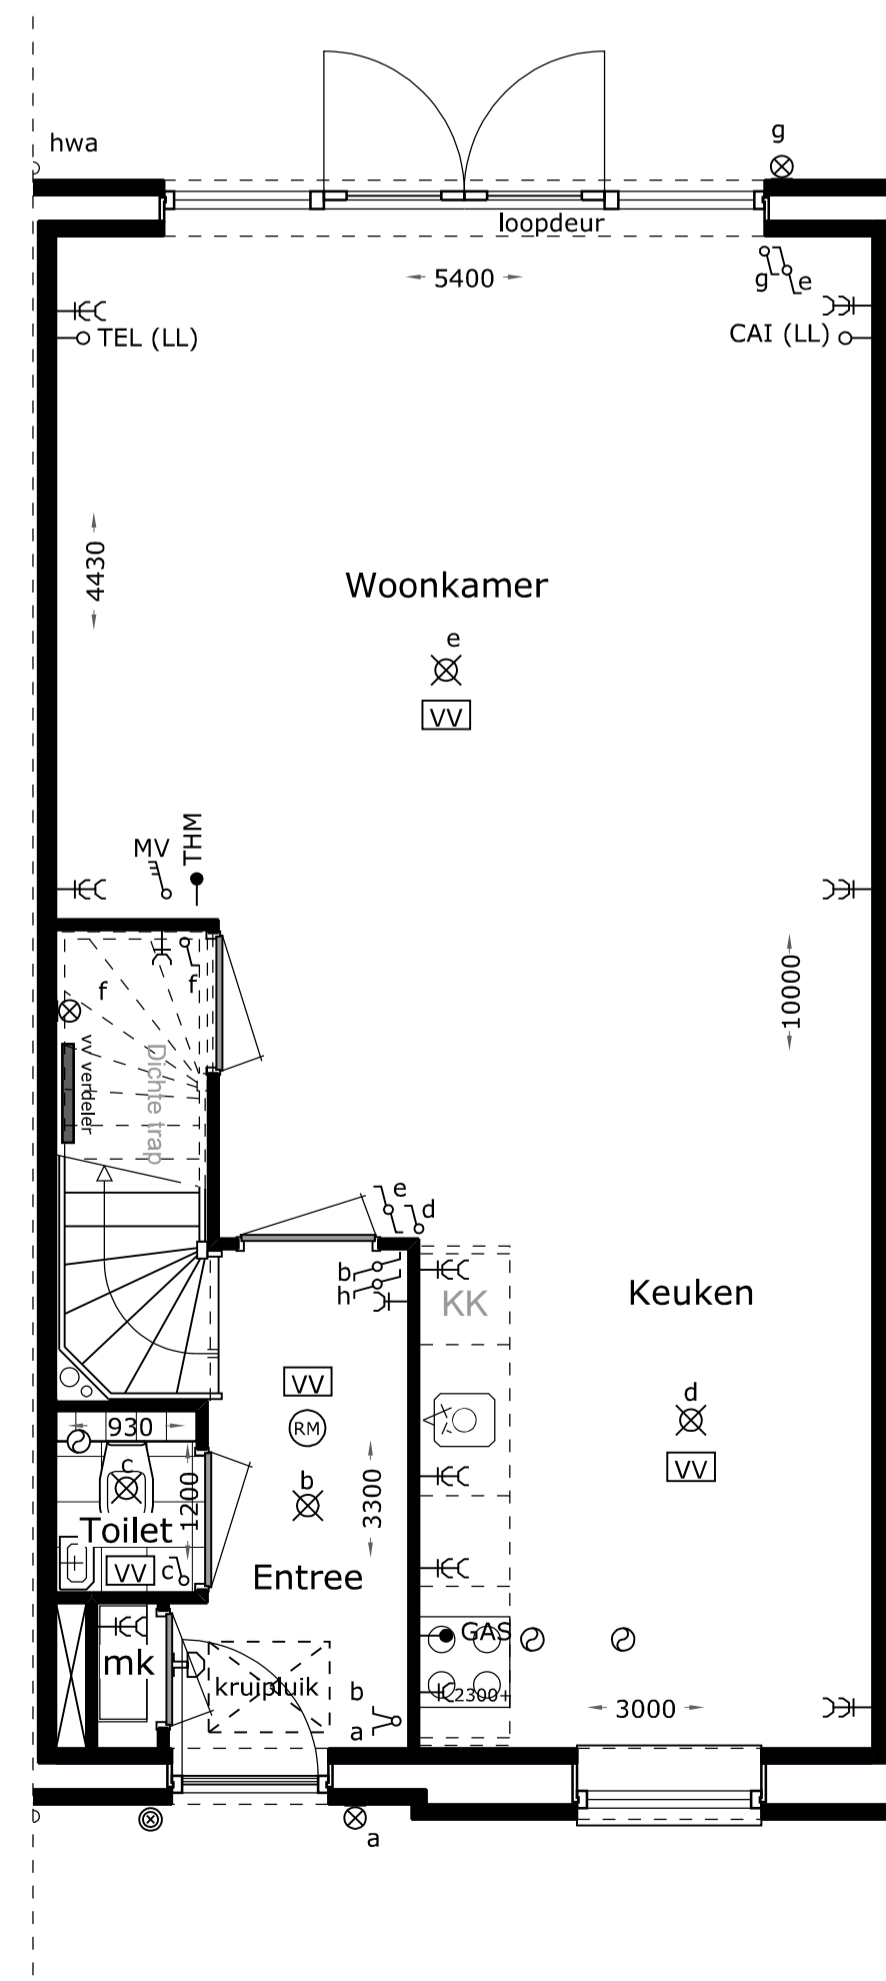 hwa
g
loopdeur
5400
g
e
TEL (LL)
CAI (LL)
4430
Woonkamer
e
VV
MV
THM
f
f
vv verdeler
Dichte trap
10000
e
d
b
h
KK
Keuken
VV
RM
d
VV
930
c
1200
b
3300
Toilet
VV
c
Entree
GAS
mk
kruipluik
b
a
2300+
3000
a